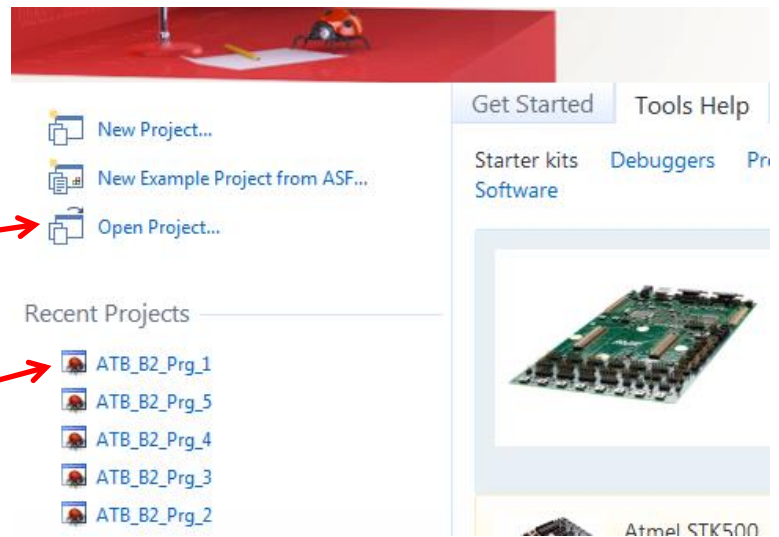 New Project...
New Example Project from ASF...
Open Project...
Recent Projects
ATB_B2_Prg_1
ATB_B2_Prg_5
ATB_B2_Prg_4
ATB_B2_Prg_3
ATB_B2_Prg_2
Get Started Tools Help
Starter kits Debuggers
Software
Atmel STK500